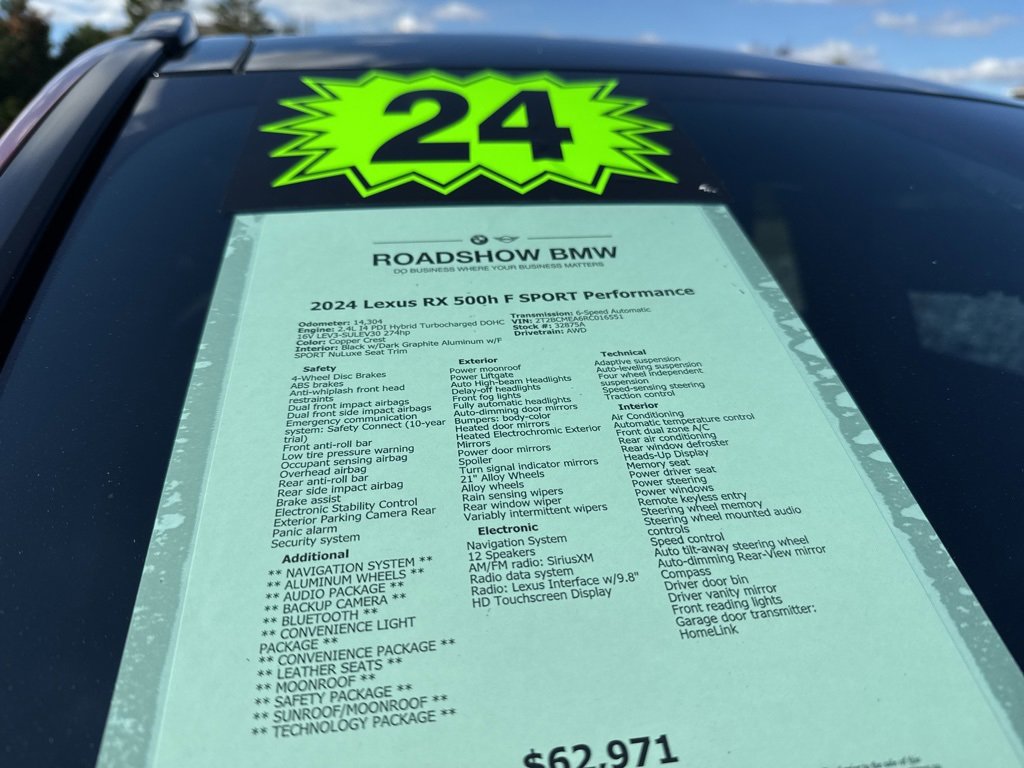 24
ROADSHOW BMW
DO BUSINESS WHERE YOUR BUSINESS MATTERS
2024 Lexus RX 500h F SPORT Performance
Odometer: 14,304
Engine: 2.4L I4 PDI Hybrid Turbocharged DOHC
16V LEV3-SULEV30 274hp
Color: Copper Crest
Interior: Black w/Dark Graphite Aluminum w/F
SPORT NuLuxe Seat Trim
Transmission: 6-Speed Automatic
VIN: 2T2BCMEA6RC016551
Stock #: 32875A
Drivetrain: AWD
Safety
4-Wheel Disc Brakes
ABS brakes
Anti-whiplash front head
restraints
Dual front impact airbags
Dual front side impact airbags
Emergency communication
system: Safety Connect (10-year
trial)
Front anti-roll bar
Low tire pressure warning
Occupant sensing airbag
Overhead airbag
Rear anti-roll bar
Rear side impact airbag
Brake assist
Electronic Stability Control
Exterior Parking Camera Rear
Panic alarm
Security system
Additional
** NAVIGATION SYSTEM **
** ALUMINUM WHEELS **
** AUDIO PACKAGE **
** BACKUP CAMERA **
** BLUETOOTH **
** CONVENIENCE LIGHT
PACKAGE **
** CONVENIENCE PACKAGE **
** LEATHER SEATS **
** MOONROOF **
** SAFETY PACKAGE **
** SUNROOF/MOONROOF **
** TECHNOLOGY PACKAGE **
Exterior
Power moonroof
Power Liftgate
Auto High-beam Headlights
Delay-off headlights
Front fog lights
Fully automatic headlights
Auto-dimming door mirrors
Bumpers: body-color
Heated door mirrors
Heated Electrochromic Exterior
Mirrors
Power door mirrors
Spoiler
Turn signal indicator mirrors
21" Alloy Wheels
Alloy wheels
Rain sensing wipers
Rear window wiper
Variably intermittent wipers
Electronic
Navigation System
12 Speakers
AM/FM radio: SiriusXM
Radio data system
Radio: Lexus Interface w/9.8"
HD Touchscreen Display
Technical
Adaptive suspension
Auto-leveling suspension
Four wheel independent
suspension
Speed-sensing steering
Traction control
Interior
Air Conditioning
Automatic temperature control
Front dual zone A/C
Rear air conditioning
Rear window defroster
Heads-Up Display
Memory seat
Power driver seat
Power steering
Power windows
Remote keyless entry
Steering wheel memory
Steering wheel mounted audio
controls
Speed control
Auto tilt-away steering wheel
Auto-dimming Rear-View mirror
Compass
Driver door bin
Driver vanity mirror
Front reading lights
Garage door transmitter:
HomeLink
$62,971